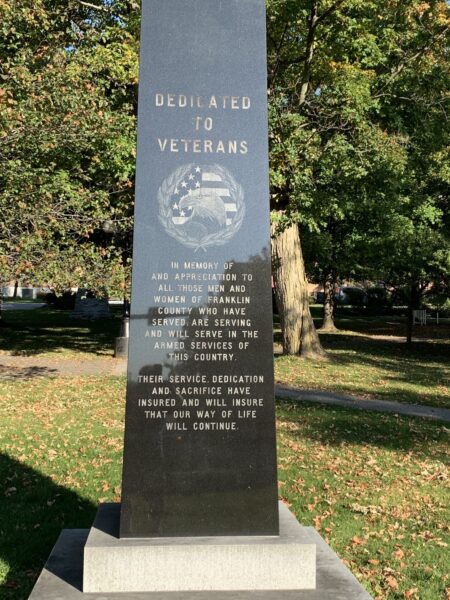 DEDICATED
TO
VETERANS
IN MEMORY OF
AND APPRECIATION TO
ALL THOSE MEN AND
WOMEN OF FRANKLIN
COUNTY WHO HAVE
SERVED, ARE SERVING
AND WILL SERVE IN THE
ARMED SERVICES OF
THIS COUNTRY.
THEIR SERVICE, DEDICATION
AND SACRIFICE HAVE
INSURED AND WILL INSURE
THAT OUR WAY OF LIFE
WILL CONTINUE.